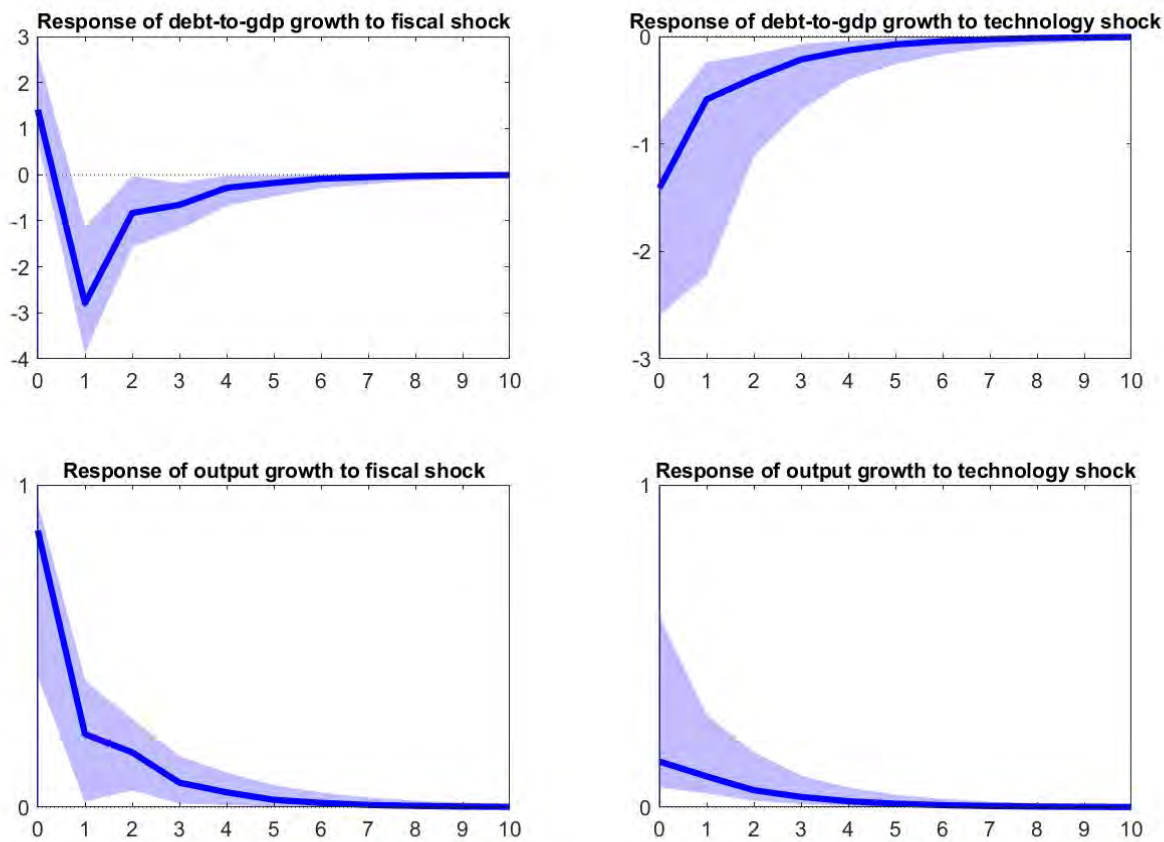 Response of debt-to-gdp growth to fiscal shock
3
2
1
0
-1
-2
-3
-4
0 1 2 3 4 5 6 7 8 9 10
Response of debt-to-gdp growth to technology shock
0
-1
-2
-3
0 1 2 3 4 5 6 7 8 9 10
Response of output growth to fiscal shock
1
0
0 1 2 3 4 5 6 7 8 9 10
Response of output growth to technology shock
1
0
0 1 2 3 4 5 6 7 8 9 10